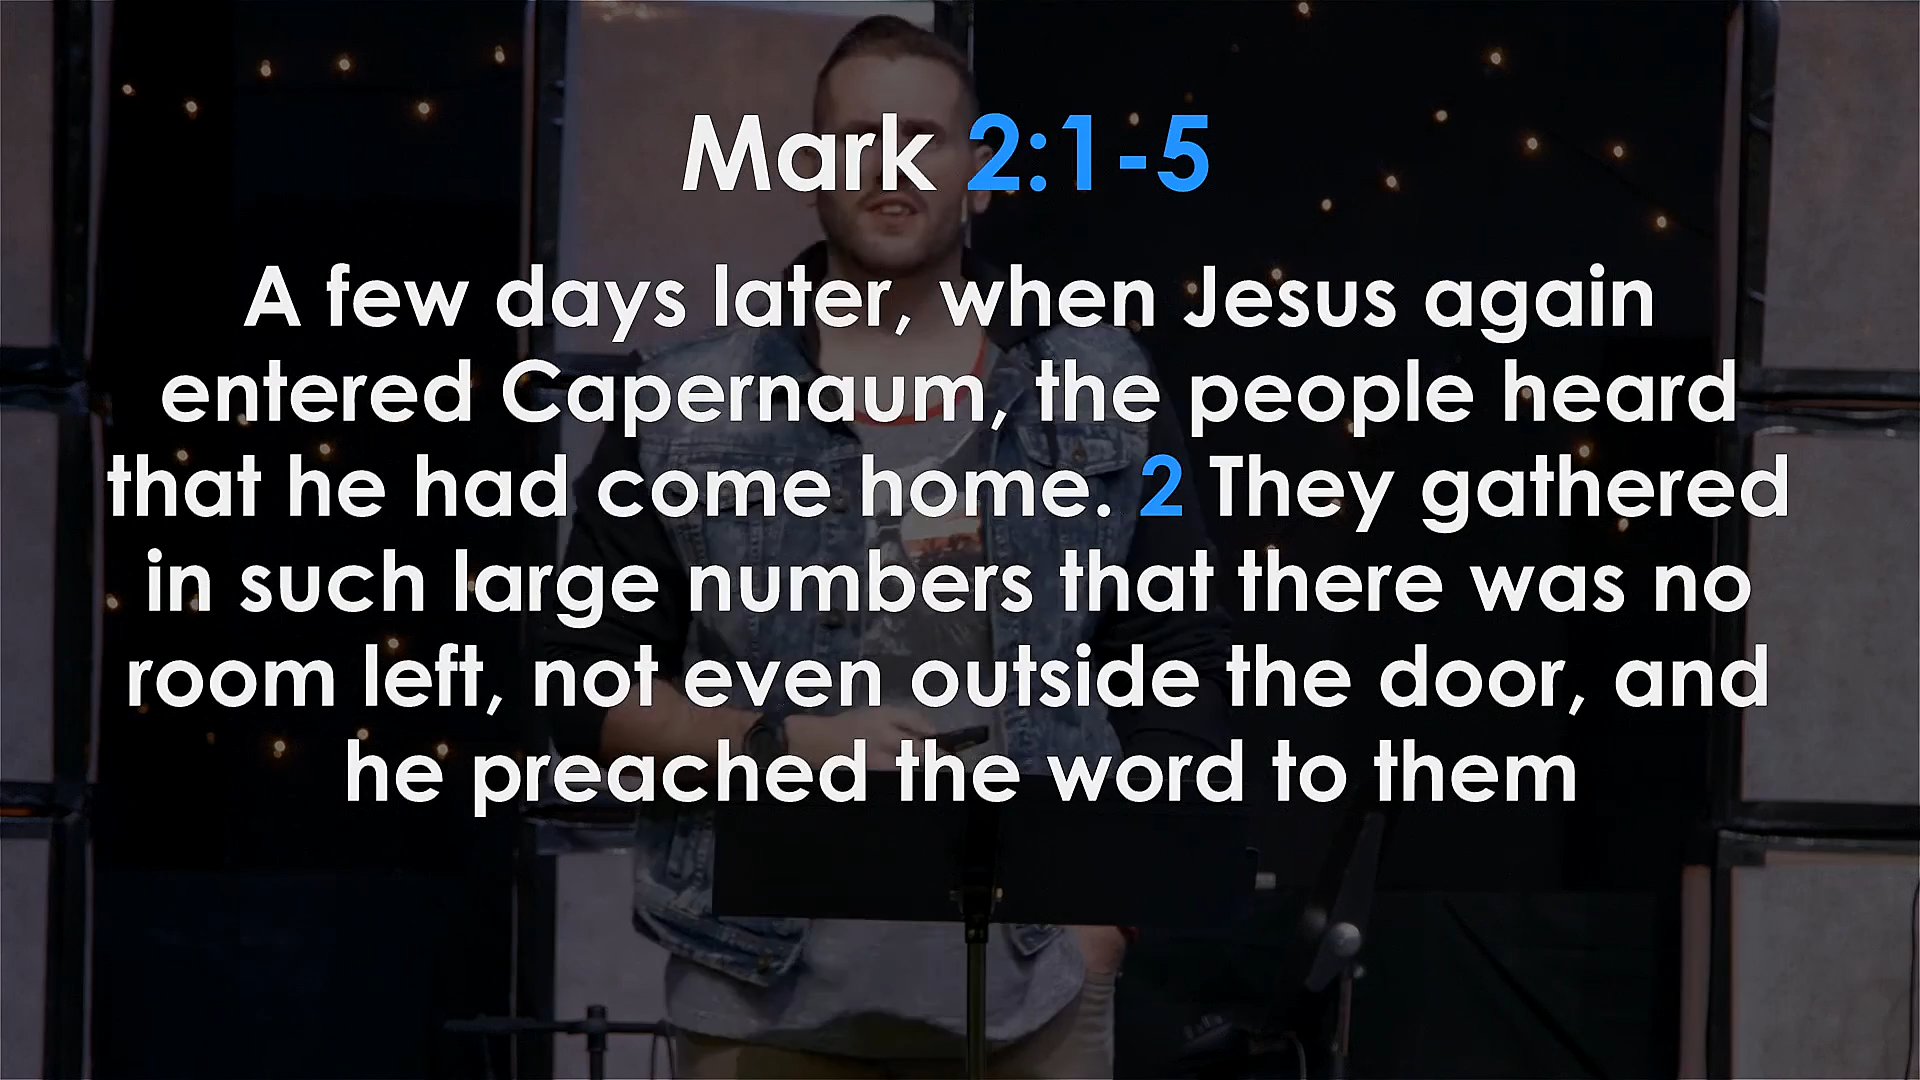 Mark 2:1-5
A few days later, when Jesus again
entered Capernaum, the people heard
that he had come home. 2 They gathered
in such large numbers that there was no
room left, not even outside the door, and
he preached the word to them